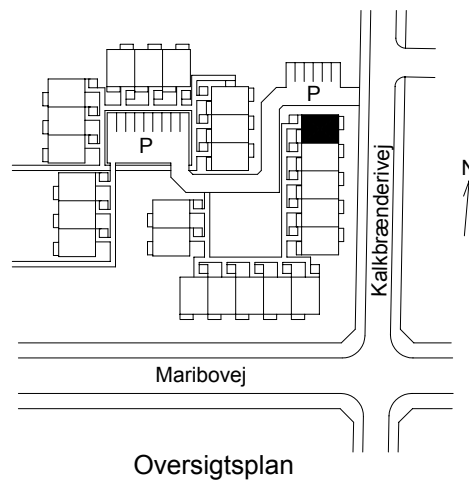 P
P
N
Kalkbrænderivej
Maribovej
Oversigtsplan